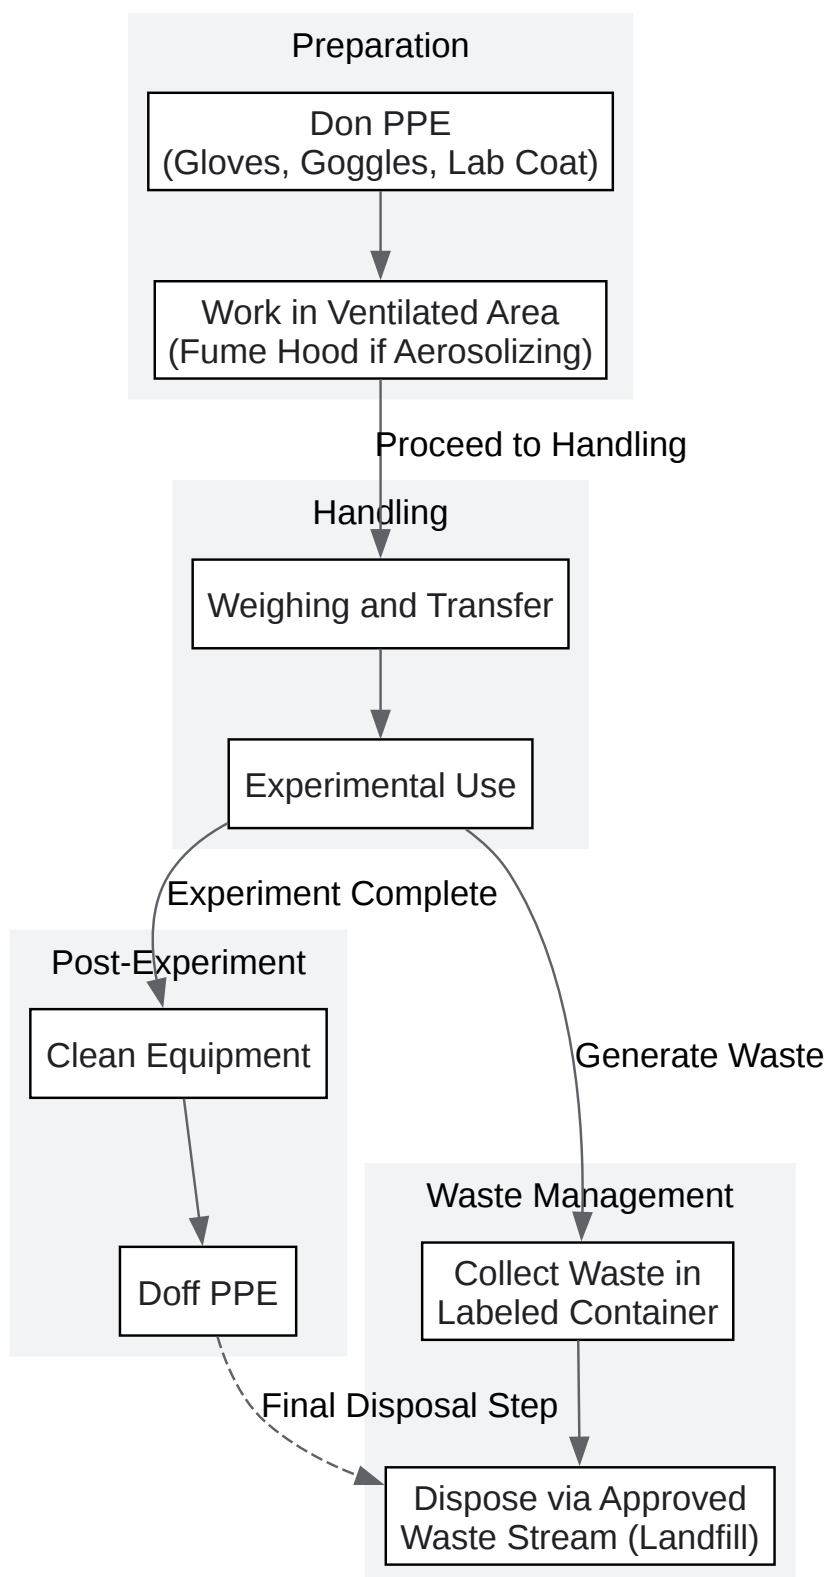 Preparation
Don PPE
(Gloves, Goggles, Lab Coat)
Work in Ventilated Area
(Fume Hood if Aerosolizing)
Proceed to Handling
Handling
Weighing and Transfer
Experimental Use
Experiment Complete
Post-Experiment
Clean Equipment
Generate Waste
Waste Management
Collect Waste in
Labeled Container
Doff PPE
Final Disposal Step
Dispose via Approved
Waste Stream (Landfill)